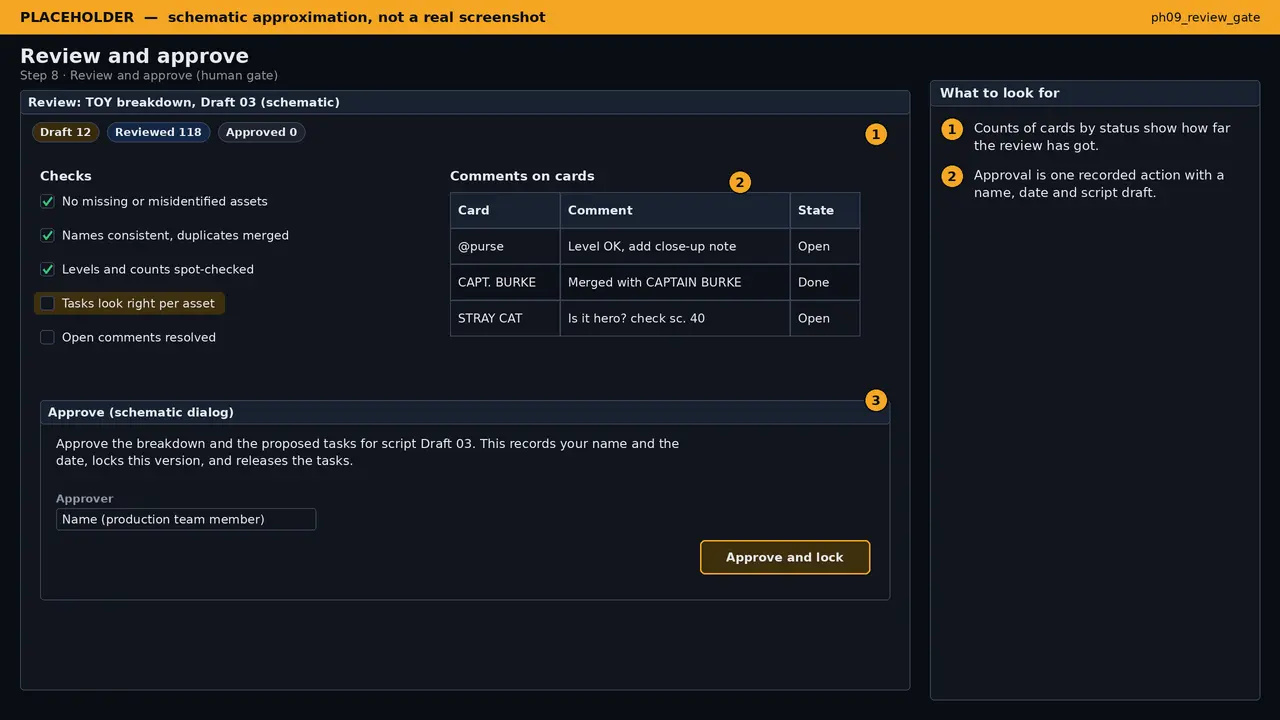 PLACEHOLDER — schematic approximation, not a real screenshot
ph09_review_gate
Review and approve
Step 8 · Review and approve (human gate)
Review: TOY breakdown, Draft 03 (schematic)
Draft 12
Reviewed 118
Approved 0
1
Checks
No missing or misidentified assets
Names consistent, duplicates merged
Levels and counts spot-checked
Tasks look right per asset
Open comments resolved
Comments on cards
2
Card Comment State
@purse Level OK, add close-up note Open
CAPT. BURKE Merged with CAPTAIN BURKE Done
STRAY CAT Is it hero? check sc. 40 Open
3
Approve (schematic dialog)
Approve the breakdown and the proposed tasks for script Draft 03. This records your name and the
date, locks this version, and releases the tasks.
Approver
Name (production team member)
Approve and lock
What to look for
1 Counts of cards by status show how far
the review has got.
2 Approval is one recorded action with a
name, date and script draft.